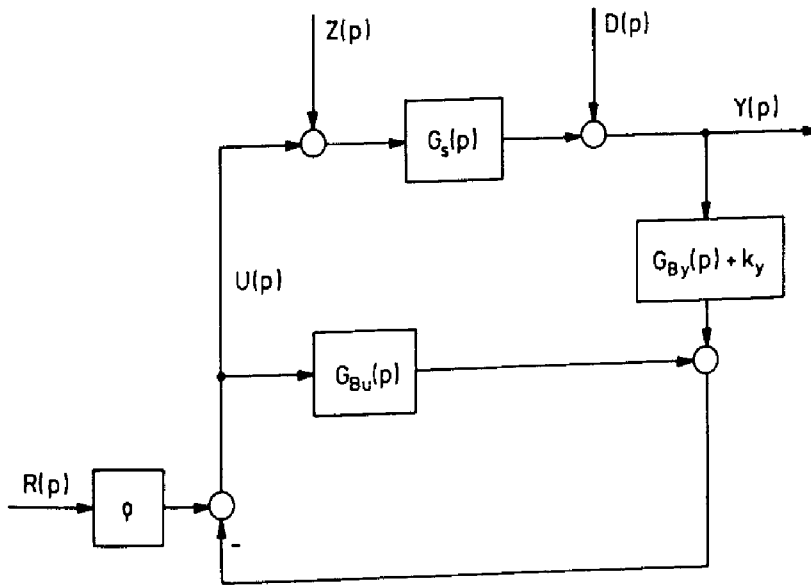 Z(p)
D(p)
Y(p)
G_s(p)
G_By(p) + k_y
U(p)
G_Bu(p)
R(p)
ϙ
-